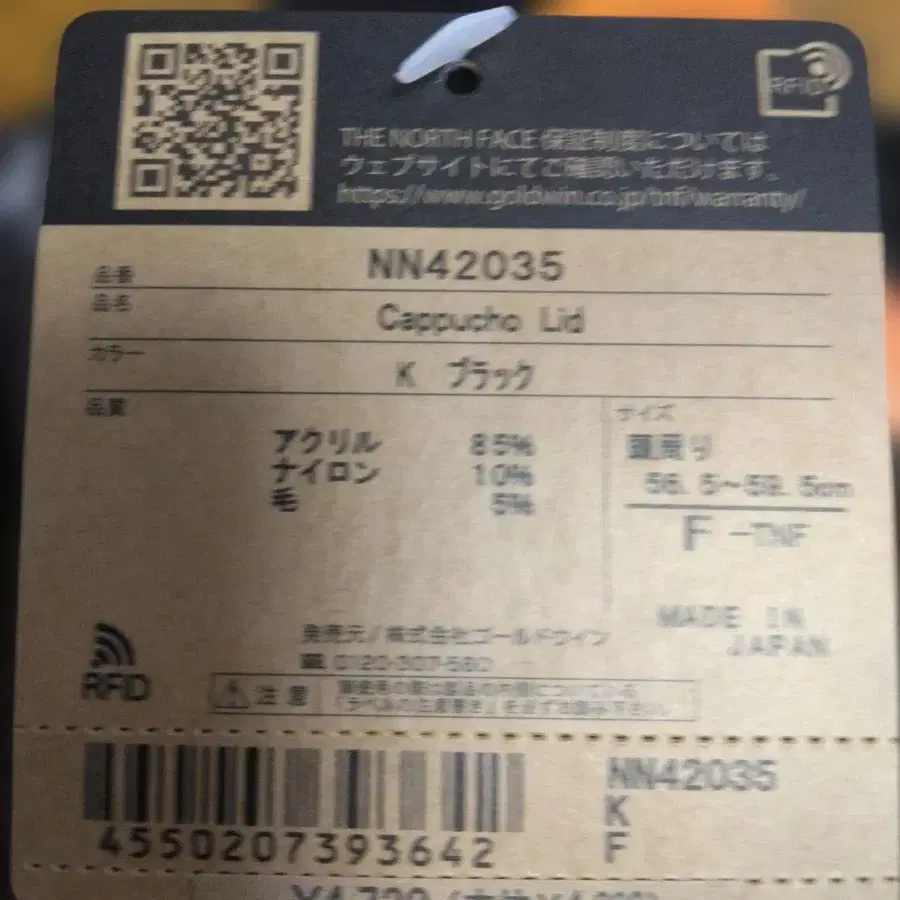 RFID
THE NORTH FACE 保証制度については
ウェブサイトにてご確認いただけます。
https://www.goldwin.co.jp/tnf/warranty/
品番 NN42035
品名 Cappucho Lid
カラー K ブラック
品質
アクリル 85%
ナイロン 10%
毛 5%
サイズ
頭周り
56.5~59.5cm
F -TNF
MADE IN
JAPAN
発売元/株式会社ゴールドウイン
☎ 0120-307-560
RFID
注意
NN42035
K
F
4550207393642